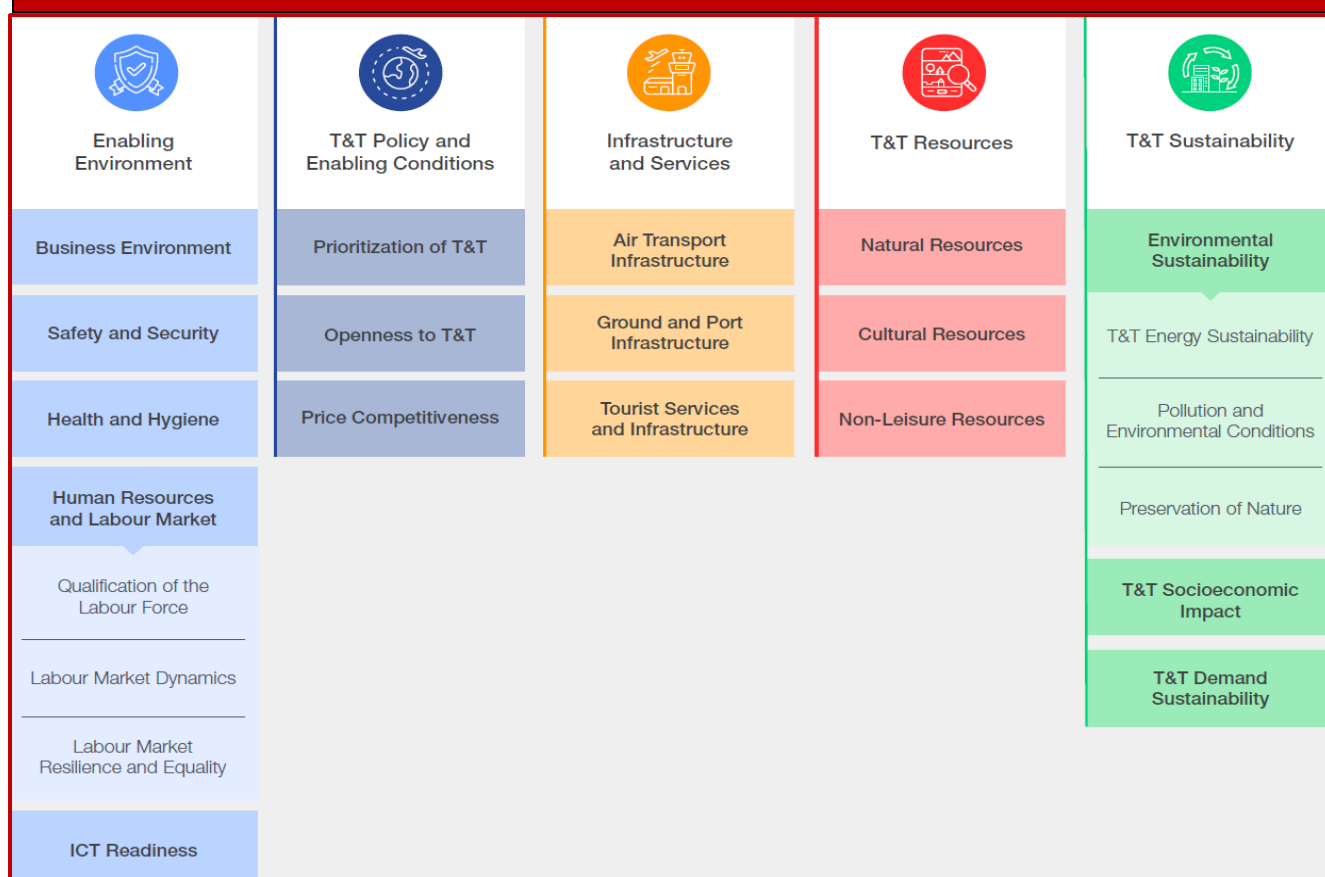 Enabling
Environment
Business Environment
Safety and Security
Health and Hygiene
Human Resources
and Labour Market
Qualification of the
Labour Force
Labour Market Dynamics
Labour Market
Resilience and Equality
ICT Readiness
T&T Policy and
Enabling Conditions
Prioritization of T&T
Openness to T&T
Price Competitiveness
Infrastructure
and Services
Air Transport
Infrastructure
Ground and Port
Infrastructure
Tourist Services
and Infrastructure
T&T Resources
Natural Resources
Cultural Resources
Non-Leisure Resources
T&T Sustainability
Environmental
Sustainability
T&T Energy Sustainability
Pollution and
Environmental Conditions
Preservation of Nature
T&T Socioeconomic
Impact
T&T Demand
Sustainability